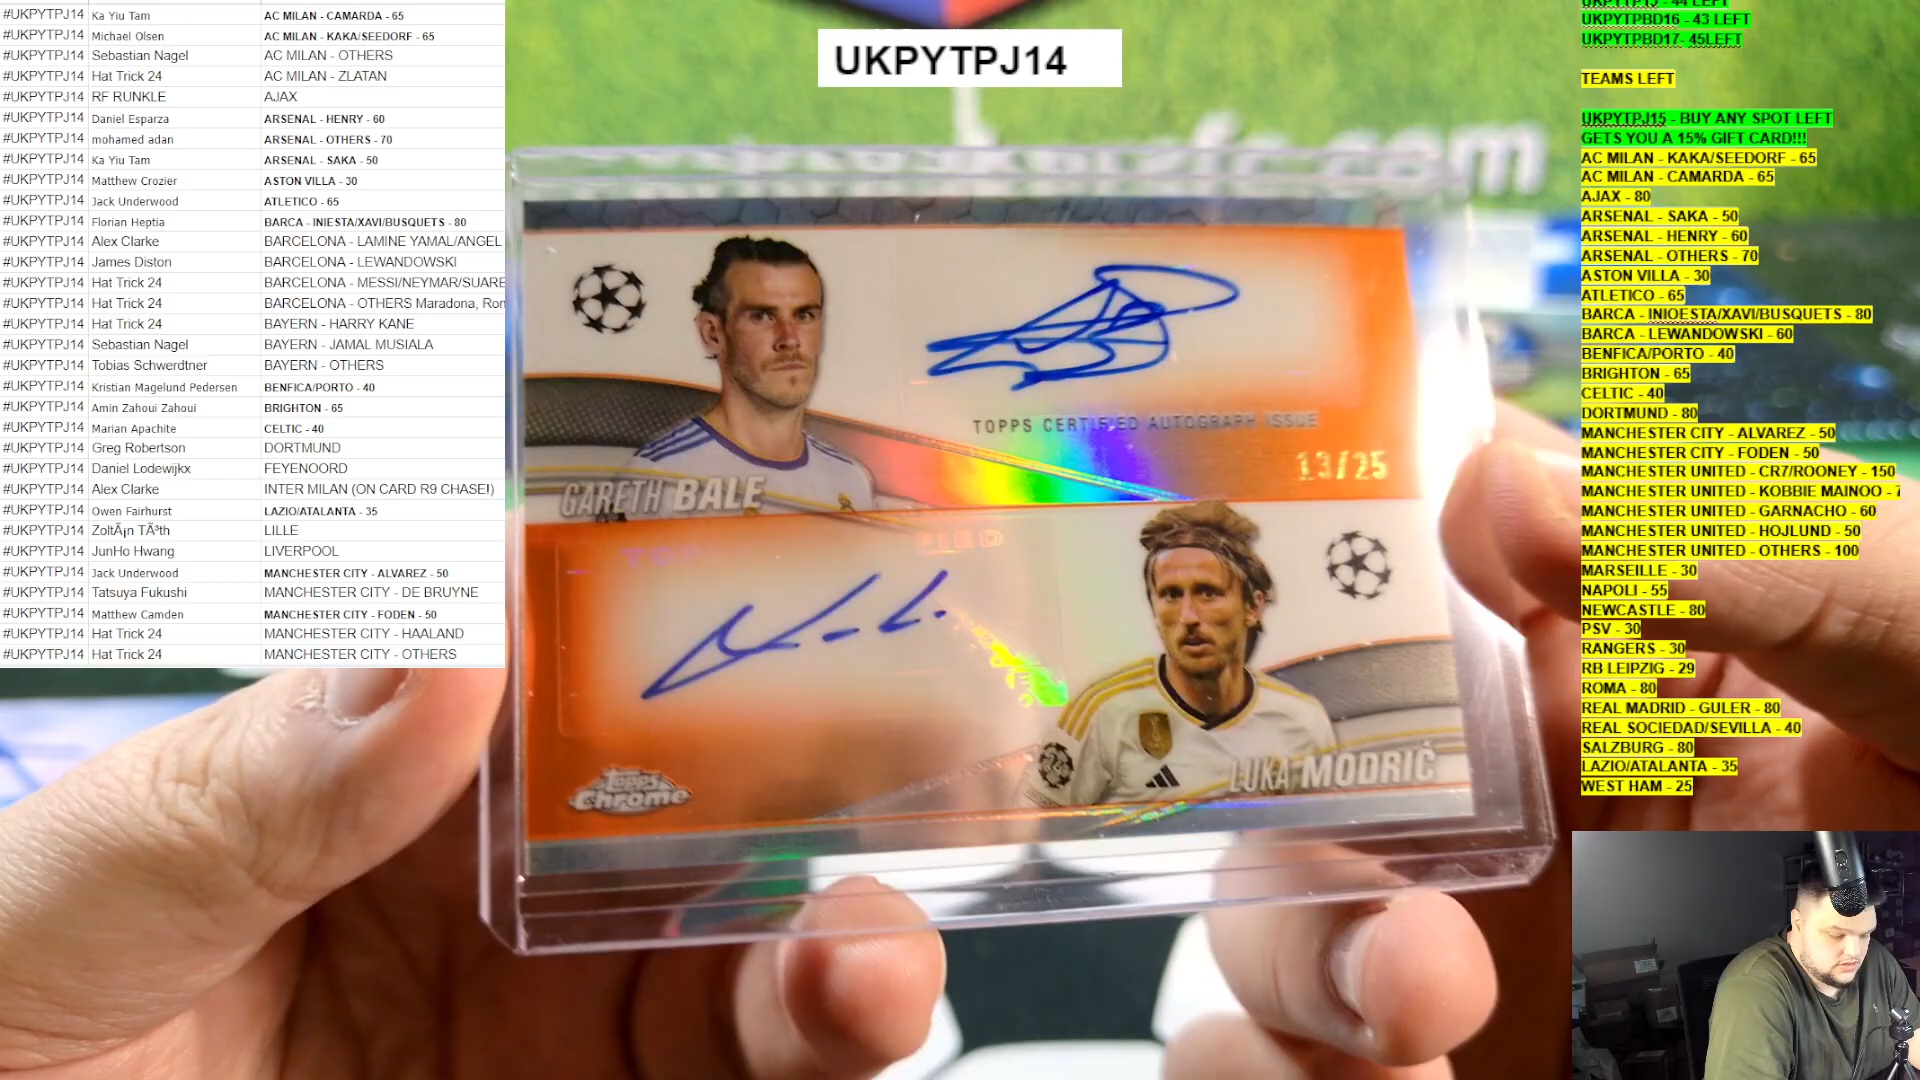 #UKPYTPJ14 Ka Yiu Tam AC MILAN - CAMARDA - 65
#UKPYTPJ14 Michael Olsen AC MILAN - KAKA/SEEDORF - 65
#UKPYTPJ14 Sebastian Nagel AC MILAN - OTHERS
#UKPYTPJ14 Hat Trick 24 AC MILAN - ZLATAN
#UKPYTPJ14 RF RUNKLE AJAX
#UKPYTPJ14 Daniel Esparza ARSENAL - HENRY - 60
#UKPYTPJ14 mohamed adan ARSENAL - OTHERS - 70
#UKPYTPJ14 Ka Yiu Tam ARSENAL - SAKA - 50
#UKPYTPJ14 Matthew Crozier ASTON VILLA - 30
#UKPYTPJ14 Jack Underwood ATLETICO - 65
#UKPYTPJ14 Florian Heptia BARCA - INIESTA/XAVI/BUSQUETS - 80
#UKPYTPJ14 Alex Clarke BARCELONA - LAMINE YAMAL/ANGEL
#UKPYTPJ14 James Diston BARCELONA - LEWANDOWSKI
#UKPYTPJ14 Hat Trick 24 BARCELONA - MESSI/NEYMAR/SUARE
#UKPYTPJ14 Hat Trick 24 BARCELONA - OTHERS Maradona, Ron
#UKPYTPJ14 Hat Trick 24 BAYERN - HARRY KANE
#UKPYTPJ14 Sebastian Nagel BAYERN - JAMAL MUSIALA
#UKPYTPJ14 Tobias Schwerdtner BAYERN - OTHERS
#UKPYTPJ14 Kristian Magelund Pedersen BENFICA/PORTO - 40
#UKPYTPJ14 Amin Zahoui Zahoui BRIGHTON - 65
#UKPYTPJ14 Marian Apachite CELTIC - 40
#UKPYTPJ14 Greg Robertson DORTMUND
#UKPYTPJ14 Daniel Lodewijkx FEYENOORD
#UKPYTPJ14 Alex Clarke INTER MILAN (ON CARD R9 CHASE!)
#UKPYTPJ14 Owen Fairhurst LAZIO/ATALANTA - 35
#UKPYTPJ14 ZoltÃ¡n TÃ³th LILLE
#UKPYTPJ14 JunHo Hwang LIVERPOOL
#UKPYTPJ14 Jack Underwood MANCHESTER CITY - ALVAREZ - 50
#UKPYTPJ14 Tatsuya Fukushi MANCHESTER CITY - DE BRUYNE
#UKPYTPJ14 Matthew Camden MANCHESTER CITY - FODEN - 50
#UKPYTPJ14 Hat Trick 24 MANCHESTER CITY - HAALAND
#UKPYTPJ14 Hat Trick 24 MANCHESTER CITY - OTHERS
UKPYTPJ14
TOPPS CERTIFIED AUTOGRAPH ISSUE
13/25
GARETH BALE
LUKA MODRIĆ
Topps
Chrome
UKPYTPBD16 - 43 LEFT
UKPYTPBD17- 45LEFT
TEAMS LEFT
UKPYTPJ15 - BUY ANY SPOT LEFT
GETS YOU A 15% GIFT CARD!!!
AC MILAN - KAKA/SEEDORF - 65
AC MILAN - CAMARDA - 65
AJAX - 80
ARSENAL - SAKA - 50
ARSENAL - HENRY - 60
ARSENAL - OTHERS - 70
ASTON VILLA - 30
ATLETICO - 65
BARCA - INIOESTA/XAVI/BUSQUETS - 80
BARCA - LEWANDOWSKI - 60
BENFICA/PORTO - 40
BRIGHTON - 65
CELTIC - 40
DORTMUND - 80
MANCHESTER CITY - ALVAREZ - 50
MANCHESTER CITY - FODEN - 50
MANCHESTER UNITED - CR7/ROONEY - 150
MANCHESTER UNITED - KOBBIE MAINOO - 7
MANCHESTER UNITED - GARNACHO - 60
MANCHESTER UNITED - HOJLUND - 50
MANCHESTER UNITED - OTHERS - 100
MARSEILLE - 30
NAPOLI - 55
NEWCASTLE - 80
PSV - 30
RANGERS - 30
RB LEIPZIG - 29
ROMA - 80
REAL MADRID - GULER - 80
REAL SOCIEDAD/SEVILLA - 40
SALZBURG - 80
LAZIO/ATALANTA - 35
WEST HAM - 25